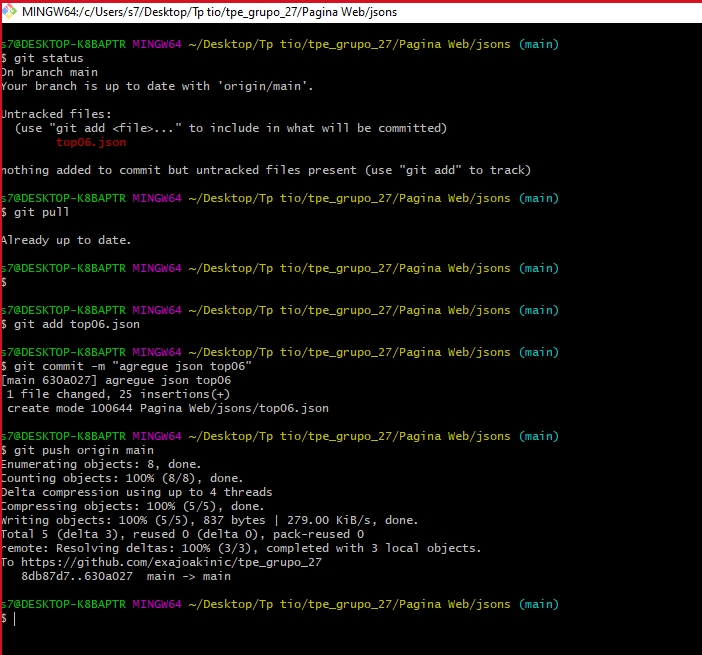 MINGW64:/c/Users/s7/Desktop/Tp tio/tpe_grupo_27/Pagina Web/jsons
s7@DESKTOP-K8BAPTR MINGW64 ~/Desktop/Tp tio/tpe_grupo_27/Pagina Web/jsons (main)
$ git status
On branch main
Your branch is up to date with 'origin/main'.
Untracked files:
(use "git add <file>..." to include in what will be committed)
top06.json
nothing added to commit but untracked files present (use "git add" to track)
s7@DESKTOP-K8BAPTR MINGW64 ~/Desktop/Tp tio/tpe_grupo_27/Pagina Web/jsons (main)
$ git pull
Already up to date.
s7@DESKTOP-K8BAPTR MINGW64 ~/Desktop/Tp tio/tpe_grupo_27/Pagina Web/jsons (main)
$
s7@DESKTOP-K8BAPTR MINGW64 ~/Desktop/Tp tio/tpe_grupo_27/Pagina Web/jsons (main)
$ git add top06.json
s7@DESKTOP-K8BAPTR MINGW64 ~/Desktop/Tp tio/tpe_grupo_27/Pagina Web/jsons (main)
$ git commit -m "agregue json top06"
[main 630a027] agregue json top06
1 file changed, 25 insertions(+)
create mode 100644 Pagina Web/jsons/top06.json
s7@DESKTOP-K8BAPTR MINGW64 ~/Desktop/Tp tio/tpe_grupo_27/Pagina Web/jsons (main)
$ git push origin main
Enumerating objects: 8, done.
Counting objects: 100% (8/8), done.
Delta compression using up to 4 threads
Compressing objects: 100% (5/5), done.
Writing objects: 100% (5/5), 837 bytes | 279.00 KiB/s, done.
Total 5 (delta 3), reused 0 (delta 0), pack-reused 0
remote: Resolving deltas: 100% (3/3), completed with 3 local objects.
To https://github.com/exajoakinic/tpe_grupo_27
8db87d7..630a027  main -> main
s7@DESKTOP-K8BAPTR MINGW64 ~/Desktop/Tp tio/tpe_grupo_27/Pagina Web/jsons (main)
$